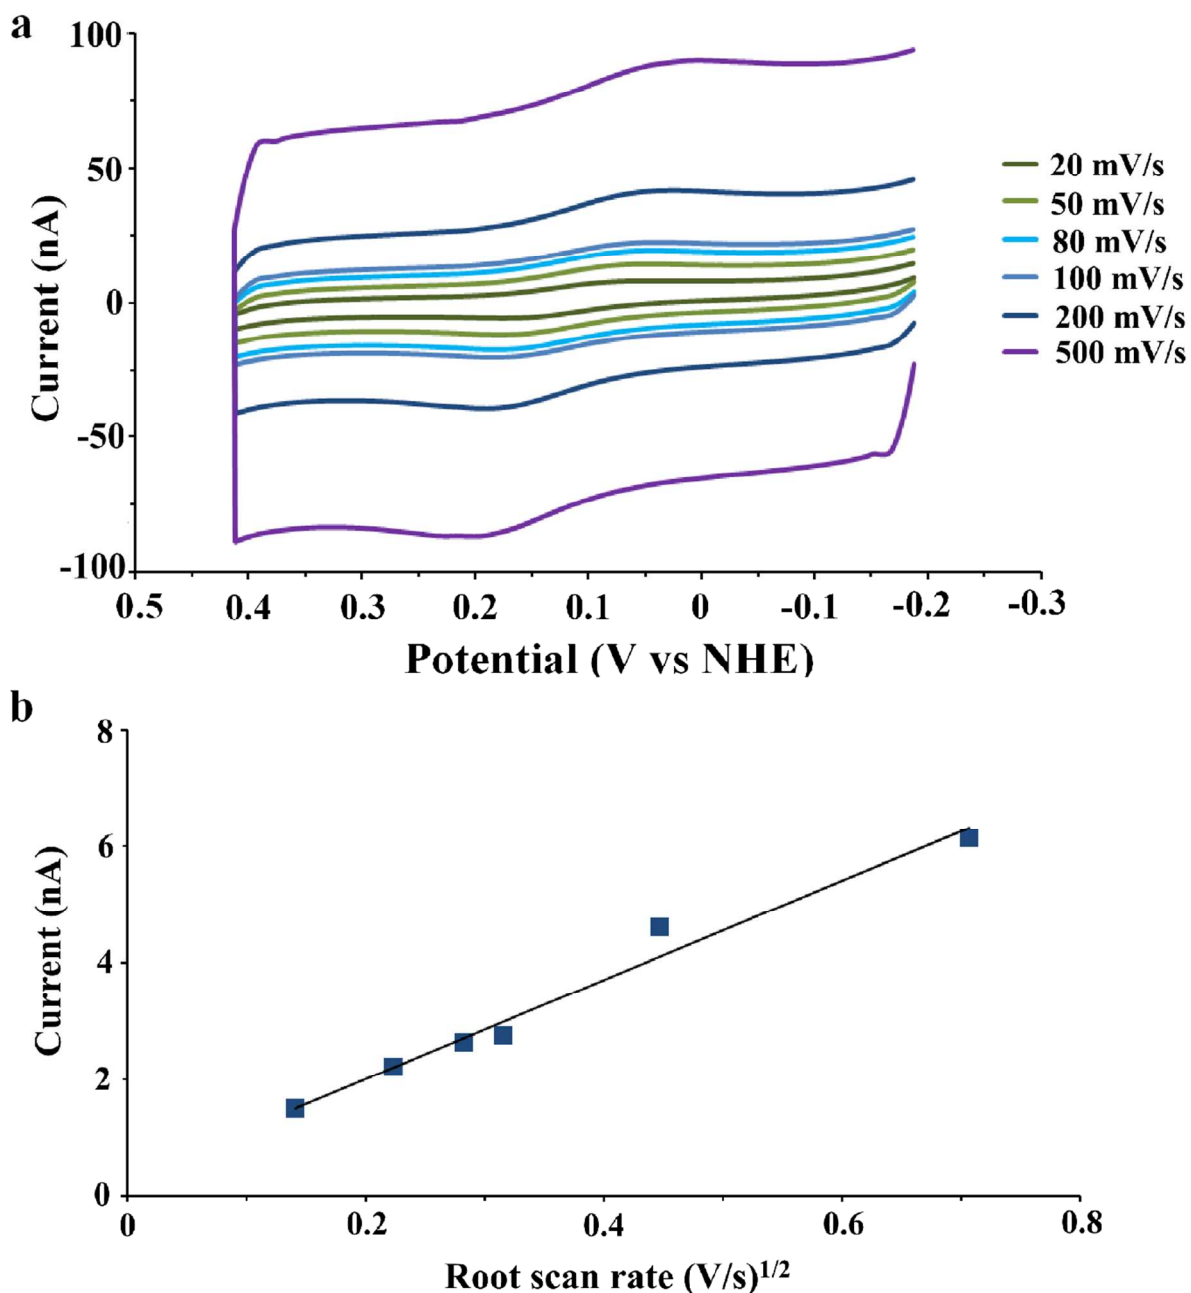 a
100
50
0
-50
-100
Current (nA)
0.5 0.4 0.3 0.2 0.1 0 -0.1 -0.2 -0.3
Potential (V vs NHE)
20 mV/s
50 mV/s
80 mV/s
100 mV/s
200 mV/s
500 mV/s
b
8
6
4
2
0
Current (nA)
0 0.2 0.4 0.6 0.8
Root scan rate (V/s)^1/2